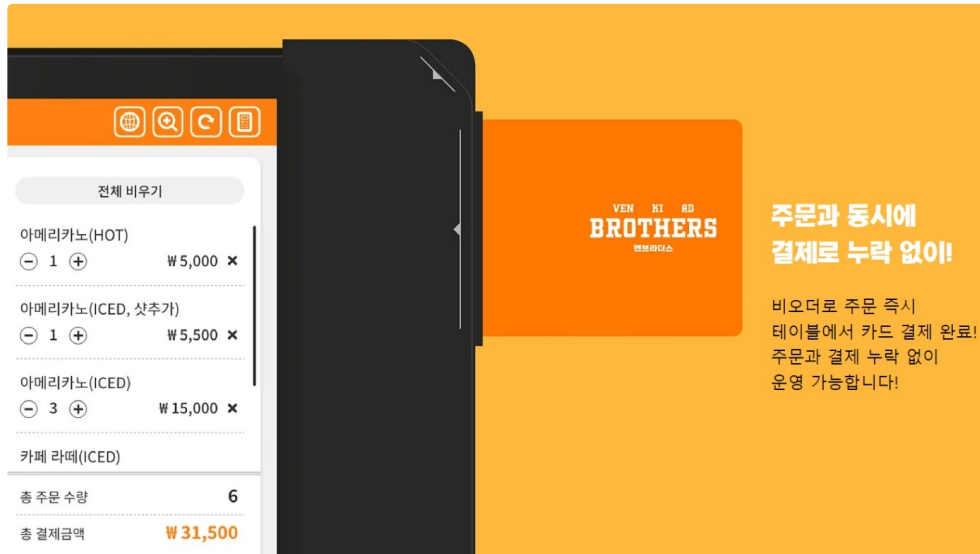 전체 비우기
아메리카노(HOT)
1 ₩5,000
아메리카노(ICED, 샷추가)
1 ₩5,500
아메리카노(ICED)
3 ₩15,000
카페 라떼(ICED)
총 주문 수량 6
총 결제금액 ₩31,500
VEN KI AD
BROTHERS
벤브라더스
주문과 동시에
결제로 누락 없이!
비오더로 주문 즉시
테이블에서 카드 결제 완료!
주문과 결제 누락 없이
운영 가능합니다!